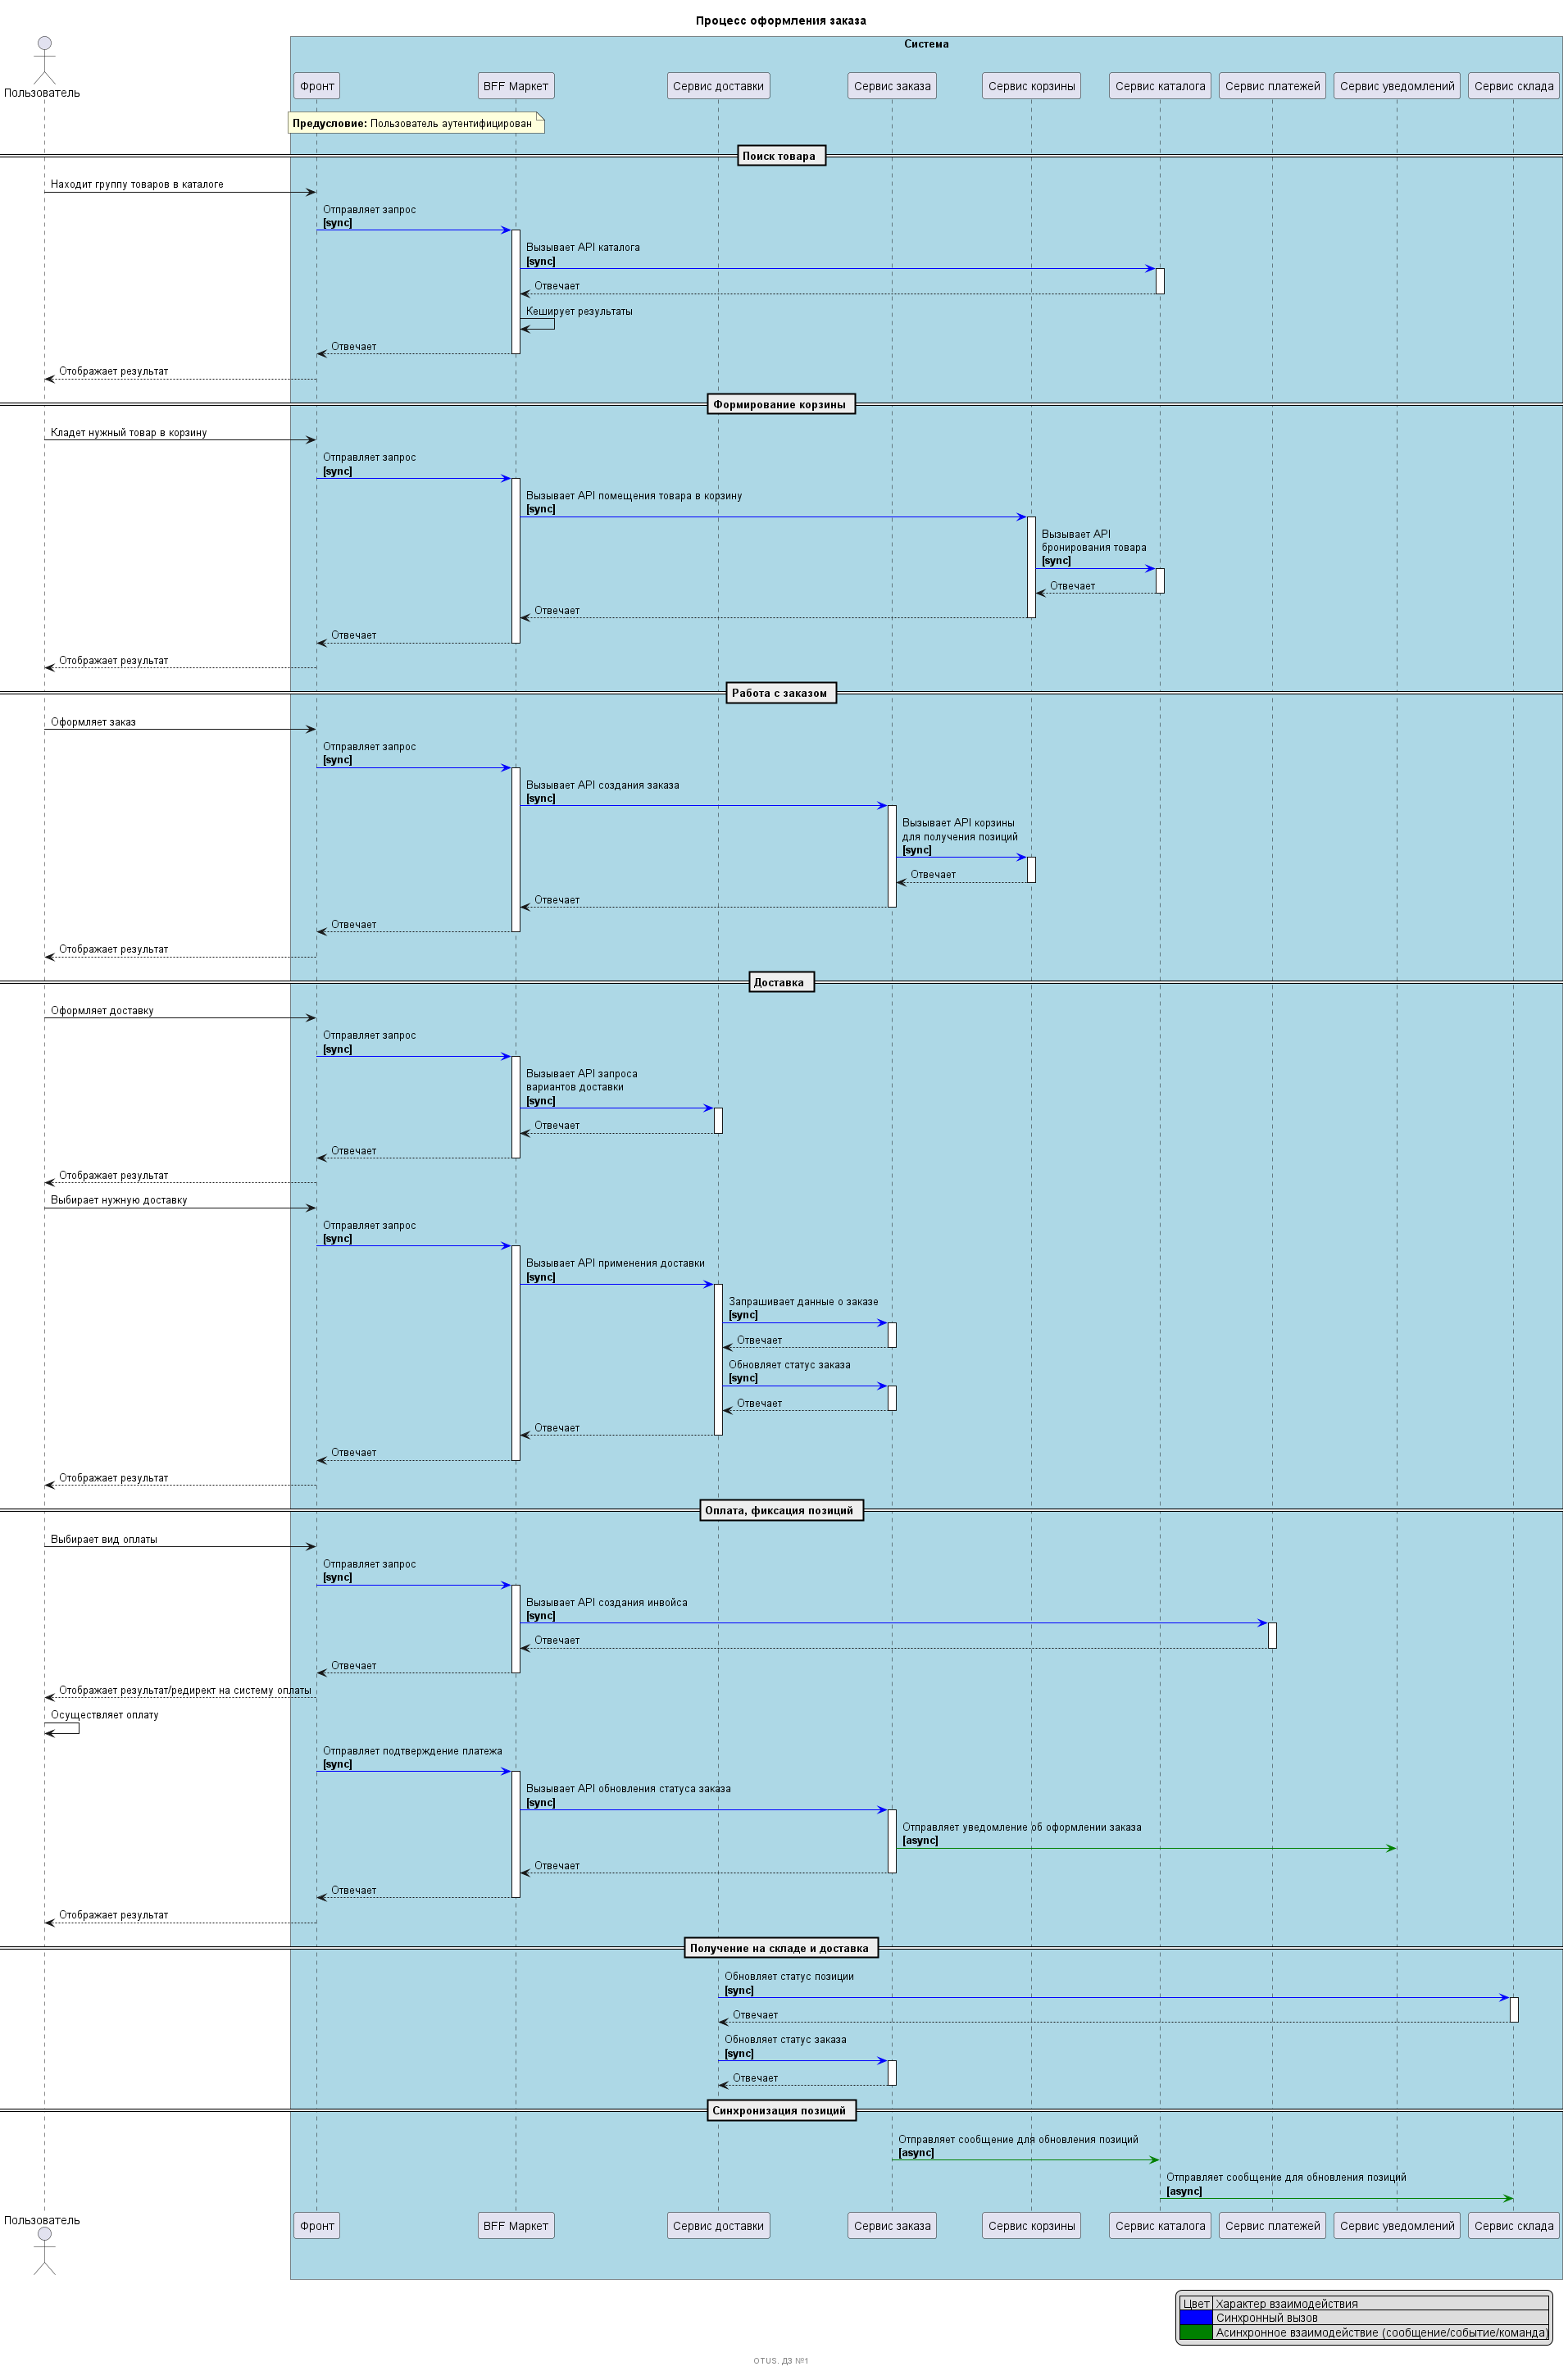 Процесс оформления заказа
Система
Пользователь
Фронт
BFF Маркет
Сервис доставки
Сервис заказа
Сервис корзины
Сервис каталога
Сервис платежей
Сервис уведомлений
Сервис склада
Предусловие: Пользователь аутентифицирован
Поиск товара
Находит группу товаров в каталоге
Отправляет запрос
[sync]
Вызывает API каталога
[sync]
Отвечает
Кеширует результаты
Отвечает
Отображает результат
Формирование корзины
Кладет нужный товар в корзину
Отправляет запрос
[sync]
Вызывает API помещения товара в корзину
[sync]
Вызывает API
бронирования товара
[sync]
Отвечает
Отвечает
Отвечает
Отображает результат
Работа с заказом
Оформляет заказ
Отправляет запрос
[sync]
Вызывает API создания заказа
[sync]
Вызывает API корзины
для получения позиций
[sync]
Отвечает
Отвечает
Отвечает
Отображает результат
Доставка
Оформляет доставку
Отправляет запрос
[sync]
Вызывает API запроса
вариантов доставки
[sync]
Отвечает
Отвечает
Отображает результат
Выбирает нужную доставку
Отправляет запрос
[sync]
Вызывает API применения доставки
[sync]
Запрашивает данные о заказе
[sync]
Отвечает
Обновляет статус заказа
[sync]
Отвечает
Отвечает
Отвечает
Отображает результат
Оплата, фиксация позиций
Выбирает вид оплаты
Отправляет запрос
[sync]
Вызывает API создания инвойса
[sync]
Отвечает
Отвечает
Отображает результат/редирект на систему оплаты
Осуществляет оплату
Отправляет подтверждение платежа
[sync]
Вызывает API обновления статуса заказа
[sync]
Отправляет уведомление об оформлении заказа
[async]
Отвечает
Отвечает
Отображает результат
Получение на складе и доставка
Обновляет статус позиции
[sync]
Отвечает
Обновляет статус заказа
[sync]
Отвечает
Синхронизация позиций
Отправляет сообщение для обновления позиций
[async]
Отправляет сообщение для обновления позиций
[async]
Пользователь
Фронт
BFF Маркет
Сервис доставки
Сервис заказа
Сервис корзины
Сервис каталога
Сервис платежей
Сервис уведомлений
Сервис склада
Цвет Характер взаимодействия
Синхронный вызов
Асинхронное взаимодействие (сообщение/событие/команда)
OTUS. ДЗ №1